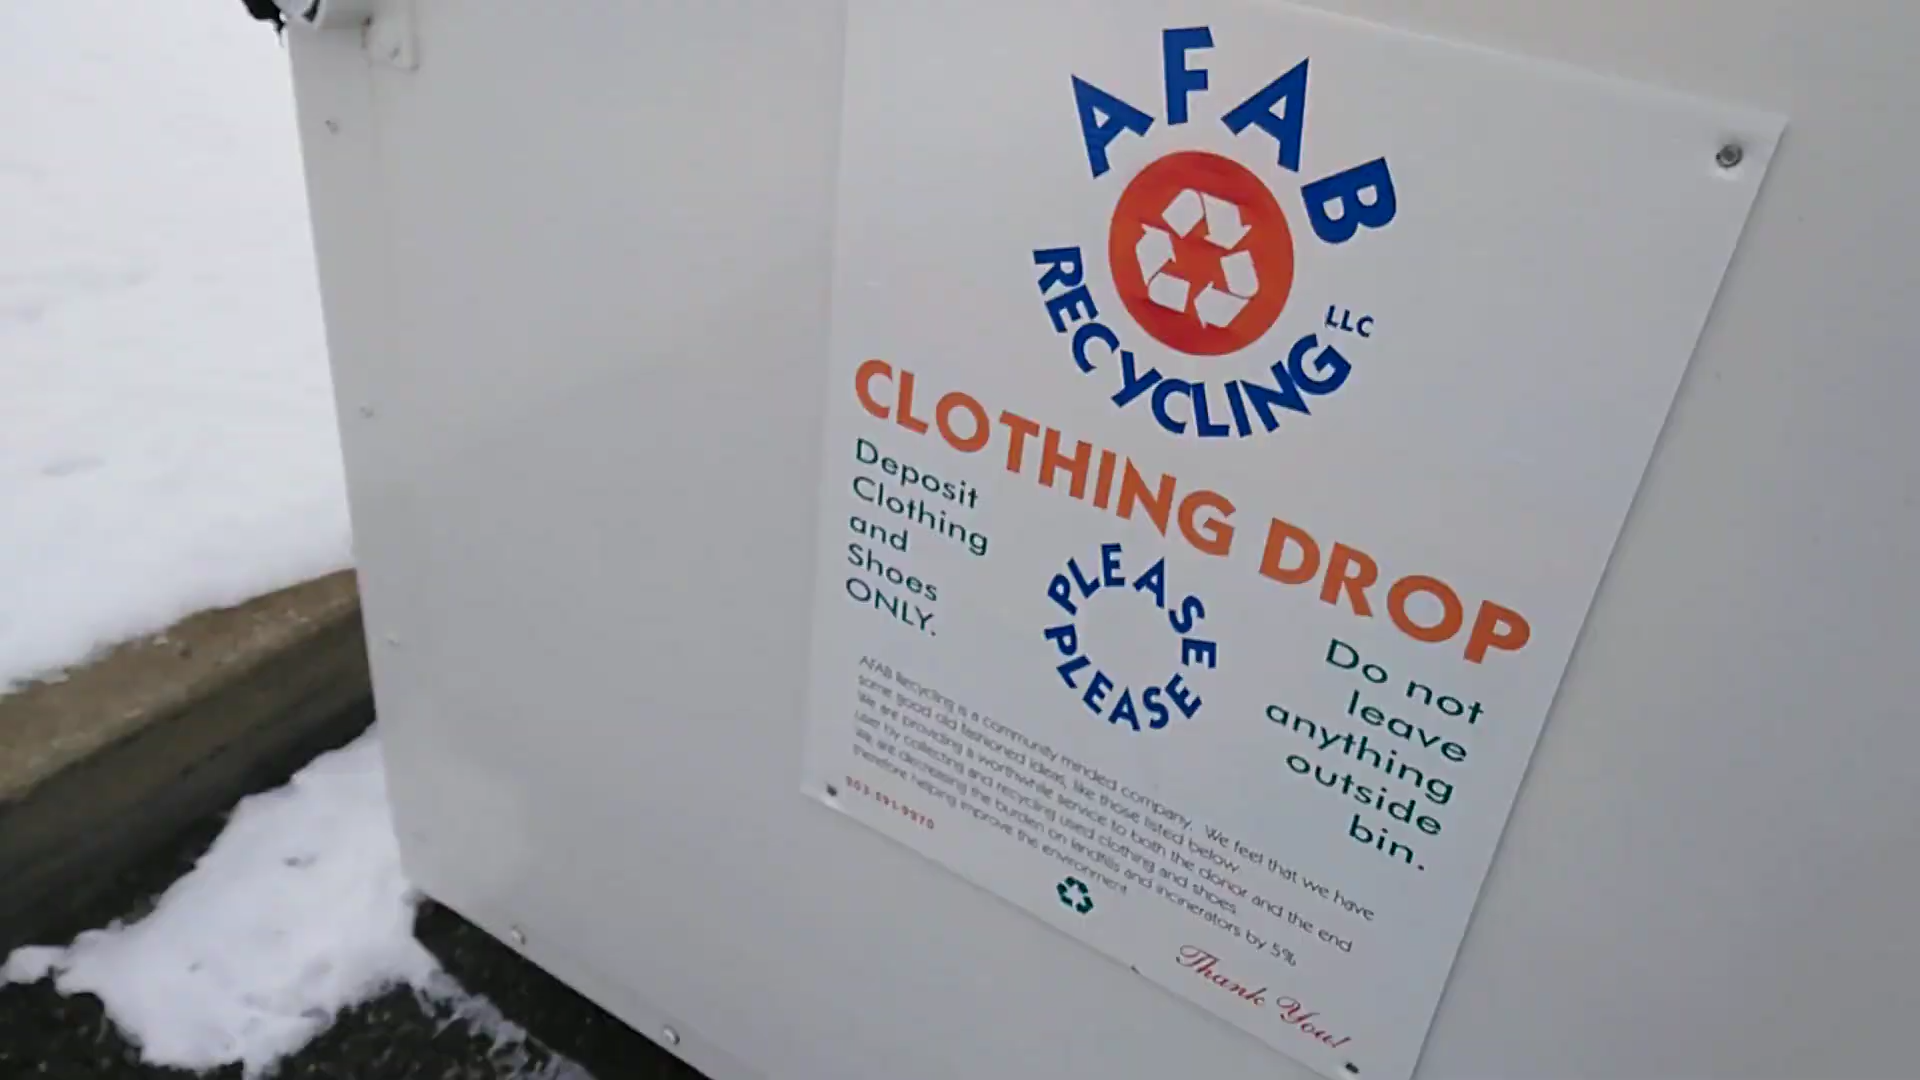 AFAB
RECYCLING LLC
CLOTHING DROP
Deposit
Clothing
and
Shoes
ONLY.
PLEASE
PLEASE
Do not
leave
anything
outside
bin.
AFAB Recycling is a community minded company. We feel that we have
some good old fashioned ideas, like those listed below.
We are providing a worthwhile service to both the donor and the end
user by collecting and recycling used clothing and shoes.
We are decreasing the burden on landfills and incinerators by 5%
therefore helping improve the environment
Thank You!